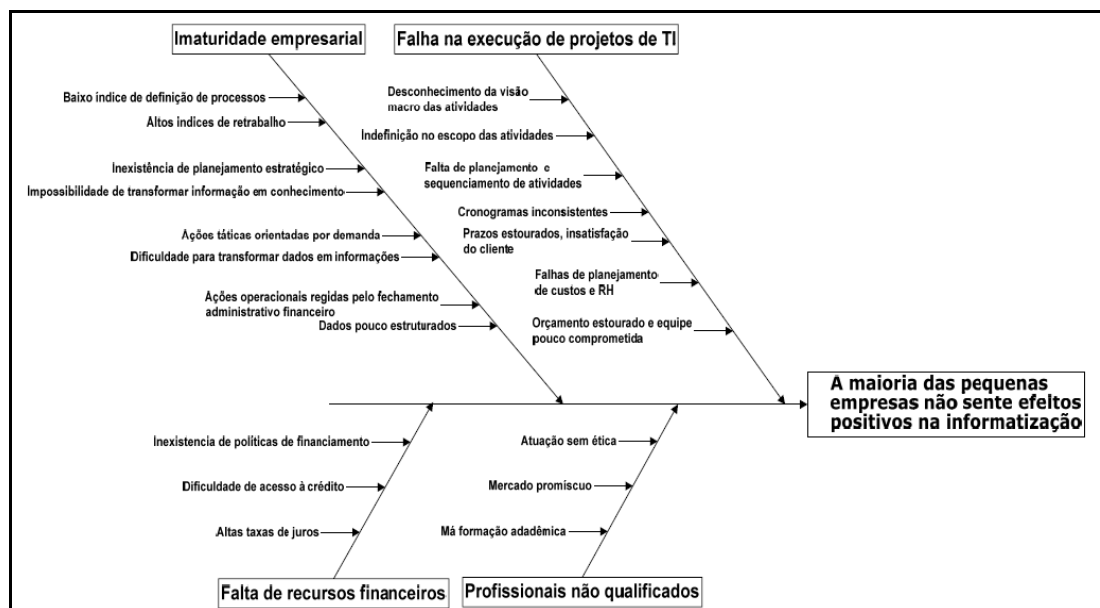 Imaturidade empresarial
Baixo índice de definição de processos
Altos índices de retrabalho
Inexistência de planejamento estratégico
Impossibilidade de transformar informação em conhecimento
Ações táticas orientadas por demanda
Dificuldade para transformar dados em informações
Ações operacionais regidas pelo fechamento
administrativo financeiro
Dados pouco estruturados
Falha na execução de projetos de TI
Desconhecimento da visão
macro das atividades
Indefinição no escopo das atividades
Falta de planejamento e
sequenciamento de atividades
Cronogramas inconsistentes
Prazos estourados, insatisfação
do cliente
Falhas de planejamento
de custos e RH
Orçamento estourado e equipe
pouco comprometida
A maioria das pequenas
empresas não sente efeitos
positivos na informatização
Inexistencia de políticas de financiamento
Dificuldade de acesso à crédito
Altas taxas de juros
Falta de recursos financeiros
Atuação sem ética
Mercado promíscuo
Má formação adadêmica
Profissionais não qualificados